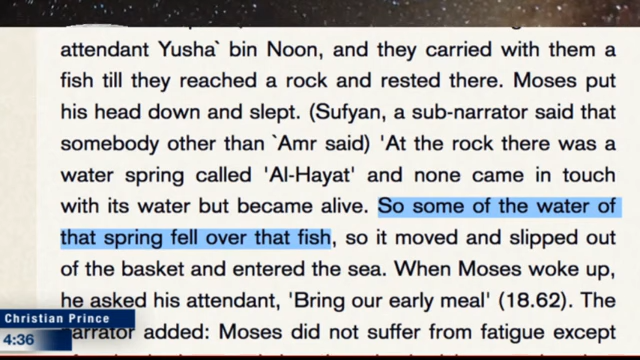 attendant Yusha` bin Noon, and they carried with them a
fish till they reached a rock and rested there. Moses put
his head down and slept. (Sufyan, a sub-narrator said that
somebody other than `Amr said) 'At the rock there was a
water spring called 'Al-Hayat' and none came in touch
with its water but became alive. So some of the water of
that spring fell over that fish, so it moved and slipped out
of the basket and entered the sea. When Moses woke up,
he asked his attendant, 'Bring our early meal' (18.62). The
narrator added: Moses did not suffer from fatigue except
Christian Prince
4:36